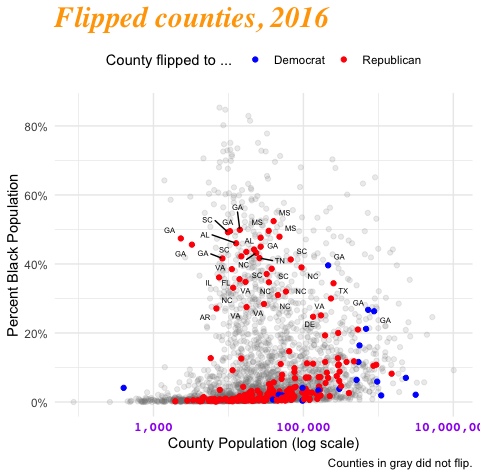 Flipped counties, 2016
County flipped to ... Democrat Republican
Percent Black Population
80%
60%
40%
20%
0%
GA
SC GA MS MS
GA AL AL
GA GA SC NC TN SC GA
VA
IL FL SC SC NC
VA NC NC TX
AR NC VA VA NC VA GA
DE GA
1,000 100,000 10,000,00
County Population (log scale)
Counties in gray did not flip.